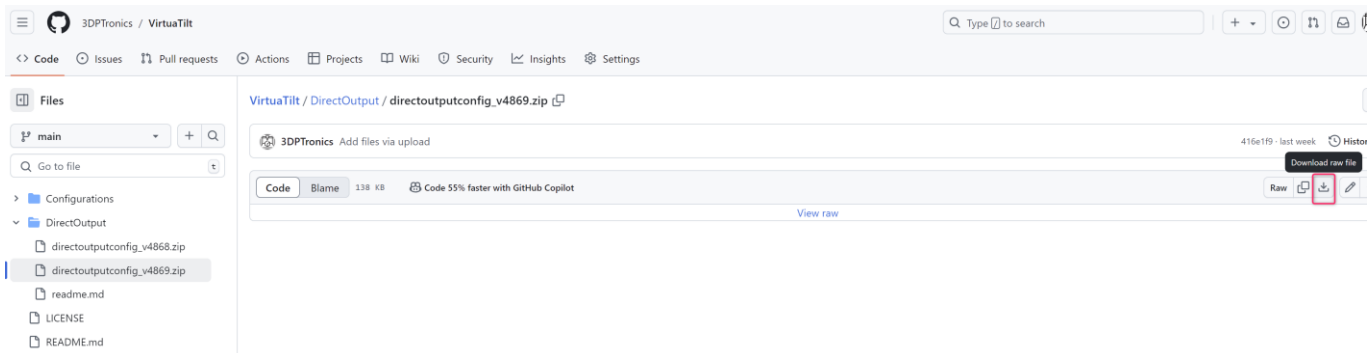 3DPTronics / VirtuaTilt
Type / to search
Code Issues Pull requests Actions Projects Wiki Security Insights Settings
Files
VirtuaTilt / DirectOutput / directoutputconfig_v4869.zip
main
3DPTronics Add files via upload
416e1f9 · last week Histor
Go to file t
Download raw file
Code Blame 138 KB Code 55% faster with GitHub Copilot Raw
View raw
Configurations
DirectOutput
directoutputconfig_v4868.zip
directoutputconfig_v4869.zip
readme.md
LICENSE
README.md